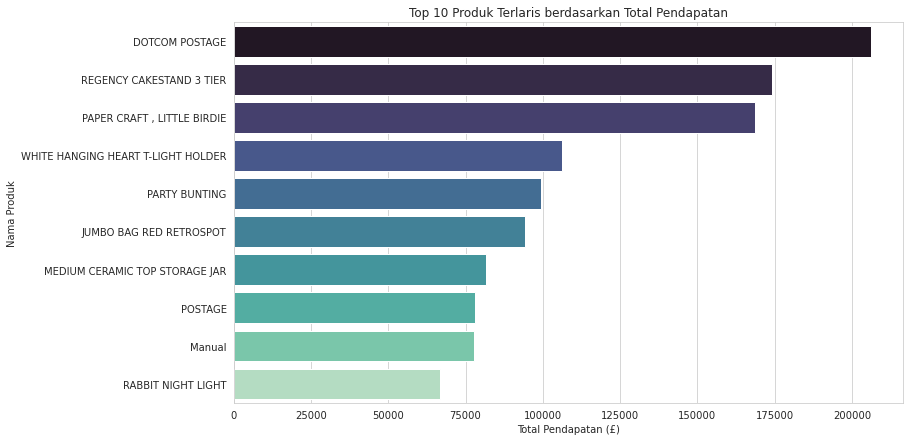 Top 10 Produk Terlaris berdasarkan Total Pendapatan
Nama Produk
DOTCOM POSTAGE
REGENCY CAKESTAND 3 TIER
PAPER CRAFT , LITTLE BIRDIE
WHITE HANGING HEART T-LIGHT HOLDER
PARTY BUNTING
JUMBO BAG RED RETROSPOT
MEDIUM CERAMIC TOP STORAGE JAR
POSTAGE
Manual
RABBIT NIGHT LIGHT
0 25000 50000 75000 100000 125000 150000 175000 200000
Total Pendapatan (£)